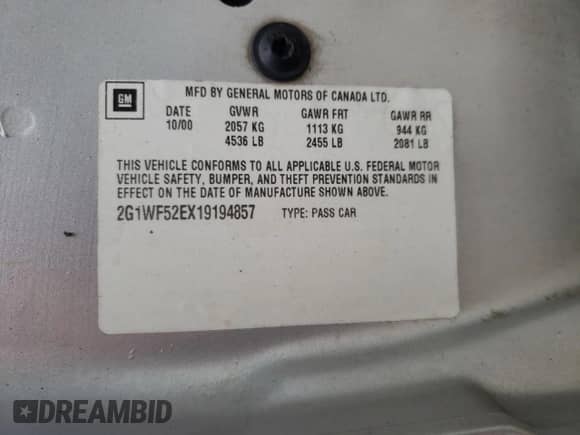 GM
MFD BY GENERAL MOTORS OF CANADA LTD.
DATE GVWR GAWR FRT GAWR RR
10/00 2057 KG 1113 KG 944 KG
4536 LB 2455 LB 2081 LB
THIS VEHICLE CONFORMS TO ALL APPLICABLE U.S. FEDERAL MOTOR
VEHICLE SAFETY, BUMPER, AND THEFT PREVENTION STANDARDS IN
EFFECT ON THE DATE OF MANUFACTURE SHOWN ABOVE.
2G1WF52EX19194857 TYPE: PASS CAR
DREAMBID